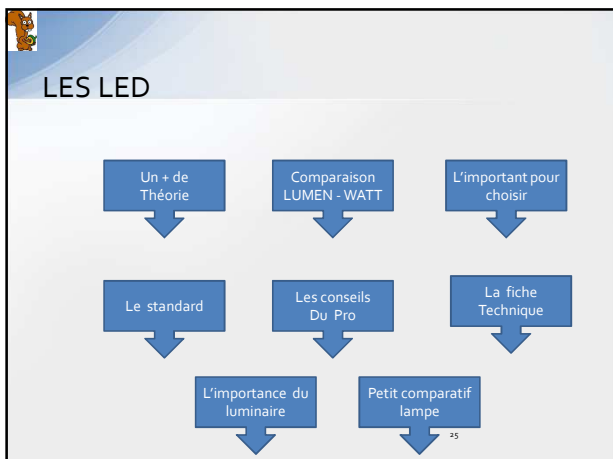 LES LED
Un + de
Théorie
Comparaison
LUMEN - WATT
L'important pour
choisir
Le standard
Les conseils
Du Pro
La fiche
Technique
L'importance du
luminaire
Petit comparatif
lampe
25